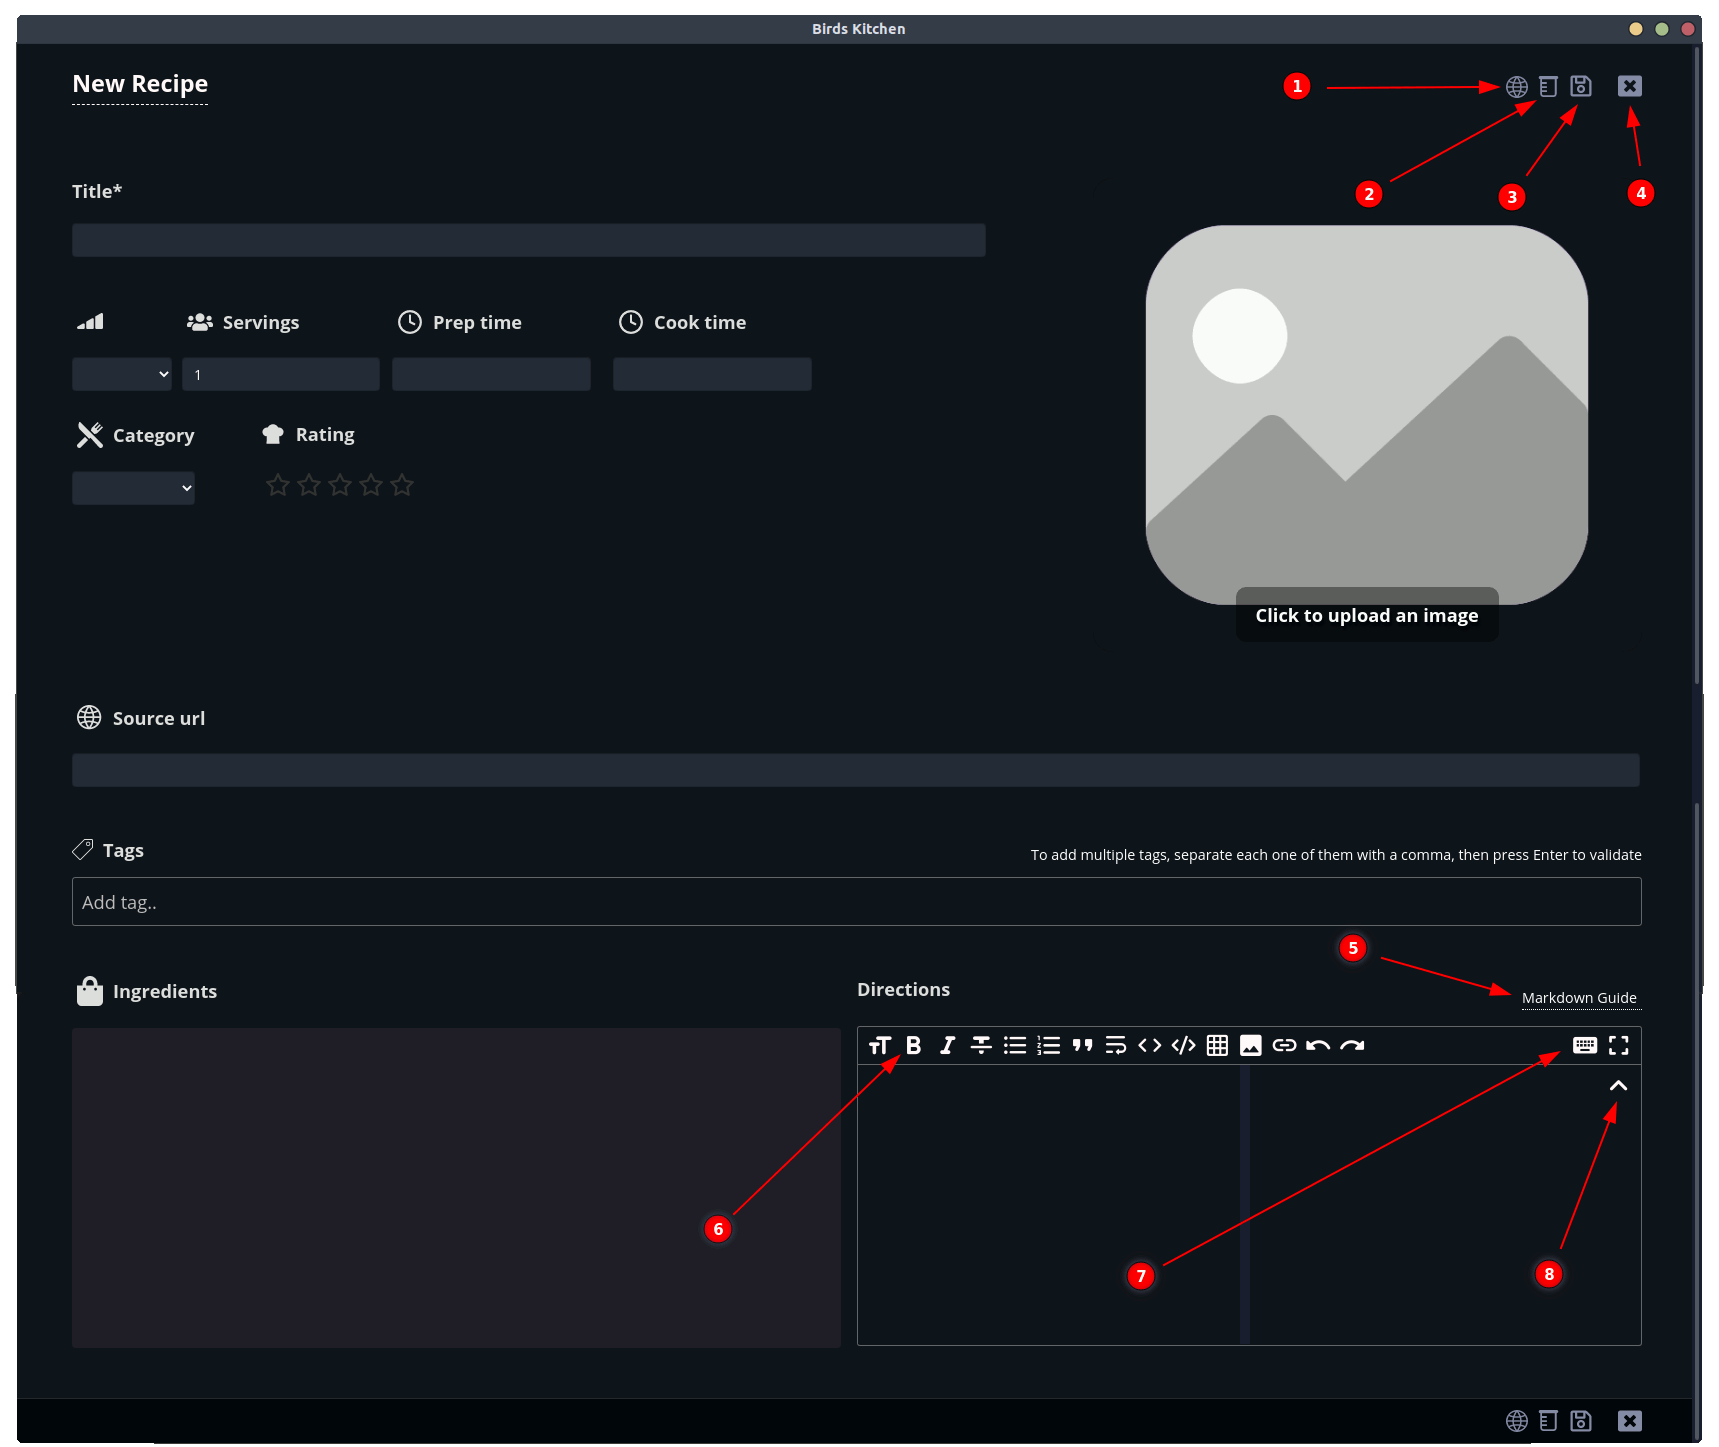 Birds Kitchen
New Recipe
1
2
3
4
Title*
Servings
Prep time
Cook time
1
Category
Rating
Click to upload an image
Source url
Tags
To add multiple tags, separate each one of them with a comma, then press Enter to validate
Add tag..
5
Ingredients
Directions
Markdown Guide
6
7
8